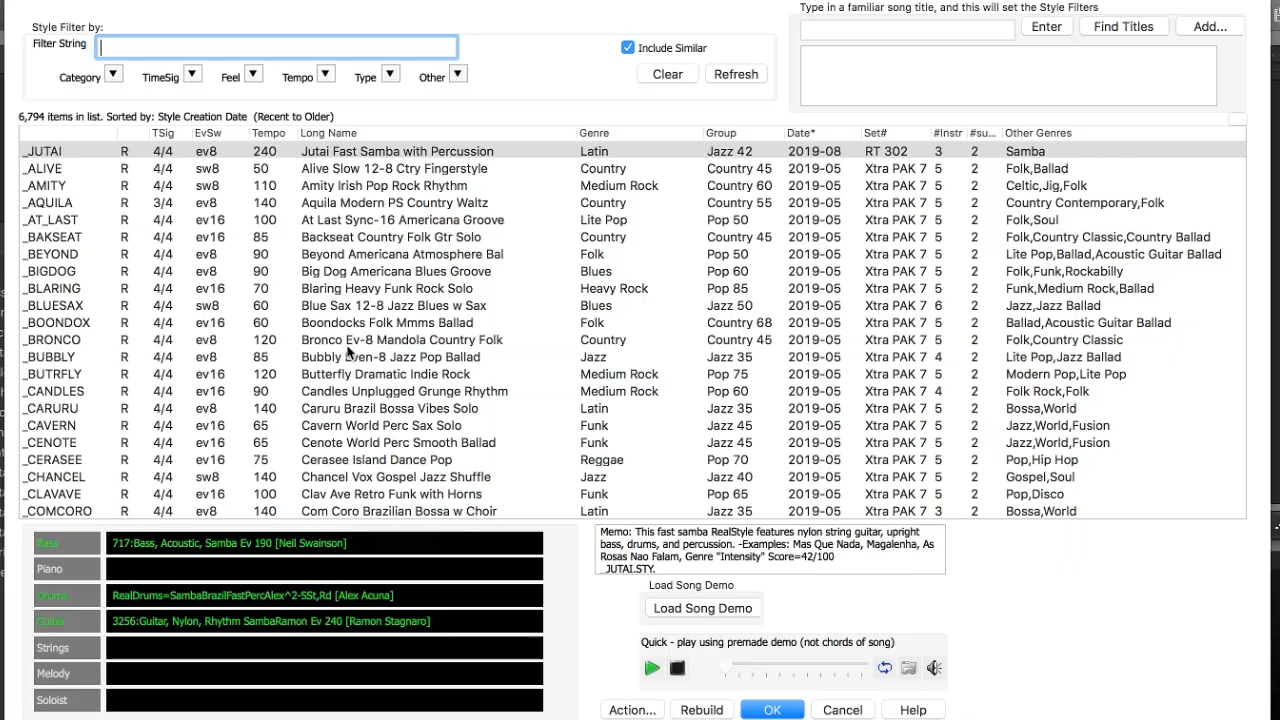 Type in a familiar song title, and this will set the Style Filters
Style Filter by:
Filter String
Include Similar
Enter Find Titles Add...
Category TimeSig Feel Tempo Type Other
Clear Refresh
6,794 items in list. Sorted by: Style Creation Date (Recent to Older)
TSig EvSw Tempo Long Name Genre Group Date* Set# #Instr #su... Other Genres
_JUTAI R 4/4 ev8 240 Jutai Fast Samba with Percussion Latin Jazz 42 2019-08 RT 302 3 2 Samba
_ALIVE R 4/4 sw8 50 Alive Slow 12-8 Ctry Fingerstyle Country Country 45 2019-05 Xtra PAK 7 5 2 Folk,Ballad
_AMITY R 4/4 sw8 110 Amity Irish Pop Rock Rhythm Medium Rock Country 60 2019-05 Xtra PAK 7 5 2 Celtic,Jig,Folk
_AQUILA R 3/4 ev8 140 Aquila Modern PS Country Waltz Country Country 55 2019-05 Xtra PAK 7 5 2 Country Contemporary,Folk
_AT_LAST R 4/4 ev16 100 At Last Sync-16 Americana Groove Lite Pop Pop 50 2019-05 Xtra PAK 7 5 2 Folk,Soul
_BAKSEAT R 4/4 ev16 85 Backseat Country Folk Gtr Solo Country Country 45 2019-05 Xtra PAK 7 5 2 Folk,Country Classic,Country Ballad
_BEYOND R 4/4 ev8 90 Beyond Americana Atmosphere Bal Folk Pop 50 2019-05 Xtra PAK 7 5 2 Lite Pop,Ballad,Acoustic Guitar Ballad
_BIGDOG R 4/4 ev8 90 Big Dog Americana Blues Groove Blues Pop 60 2019-05 Xtra PAK 7 5 2 Folk,Funk,Rockabilly
_BLARING R 4/4 ev16 70 Blaring Heavy Funk Rock Solo Heavy Rock Pop 85 2019-05 Xtra PAK 7 5 2 Funk,Medium Rock,Ballad
_BLUESAX R 4/4 sw8 60 Blue Sax 12-8 Jazz Blues w Sax Blues Jazz 50 2019-05 Xtra PAK 7 6 2 Jazz,Jazz Ballad
_BOONDOX R 4/4 ev16 60 Boondocks Folk Mmms Ballad Folk Country 68 2019-05 Xtra PAK 7 5 2 Ballad,Acoustic Guitar Ballad
_BRONCO R 4/4 ev8 120 Bronco Ev-8 Mandola Country Folk Country Country 45 2019-05 Xtra PAK 7 5 2 Folk,Country Classic
_BUBBLY R 4/4 ev8 85 Bubbly Even-8 Jazz Pop Ballad Jazz Jazz 35 2019-05 Xtra PAK 7 4 2 Lite Pop,Jazz Ballad
_BUTRFLY R 4/4 ev16 120 Butterfly Dramatic Indie Rock Medium Rock Pop 75 2019-05 Xtra PAK 7 5 2 Modern Pop,Lite Pop
_CANDLES R 4/4 ev16 90 Candles Unplugged Grunge Rhythm Medium Rock Pop 60 2019-05 Xtra PAK 7 4 2 Folk Rock,Folk
_CARURU R 4/4 ev8 140 Caruru Brazil Bossa Vibes Solo Latin Jazz 35 2019-05 Xtra PAK 7 5 2 Bossa,World
_CAVERN R 4/4 ev16 65 Cavern World Perc Sax Solo Funk Jazz 45 2019-05 Xtra PAK 7 5 2 Jazz,World,Fusion
_CENOTE R 4/4 ev16 65 Cenote World Perc Smooth Ballad Funk Jazz 45 2019-05 Xtra PAK 7 5 2 Jazz,World,Fusion
_CERASEE R 4/4 ev16 75 Cerasee Island Dance Pop Reggae Pop 70 2019-05 Xtra PAK 7 5 2 Pop,Hip Hop
_CHANCEL R 4/4 sw8 140 Chancel Vox Gospel Jazz Shuffle Jazz Jazz 40 2019-05 Xtra PAK 7 5 2 Gospel,Soul
_CLAVAVE R 4/4 ev16 100 Clav Ave Retro Funk with Horns Funk Pop 65 2019-05 Xtra PAK 7 5 2 Pop,Disco
_COMCORO R 4/4 ev8 140 Com Coro Brazilian Bossa w Choir Latin Jazz 35 2019-05 Xtra PAK 7 3 2 Bossa,World
Bass 717:Bass, Acoustic, Samba Ev 190 [Neil Swainson]
Piano
Drums RealDrums=SambaBrazilFastPercAlex^2-SSt,Rd [Alex Acuna]
Guitar 3256:Guitar, Nylon, Rhythm SambaRamon Ev 240 [Ramon Stagnaro]
Strings
Melody
Soloist
Memo: This fast samba RealStyle features nylon string guitar, upright
bass, drums, and percussion. -Examples: Mas Que Nada, Magalenha, As
Rosas Nao Falam, Genre "Intensity" Score=42/100
_JUTAI.STY.
Load Song Demo
Load Song Demo
Quick - play using premade demo (not chords of song)
Action... Rebuild OK Cancel Help